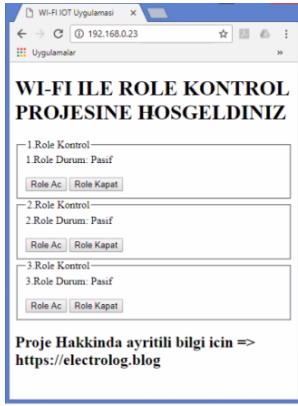 WI-FI IOT Uygulamasi
192.168.0.23
Uygulamalar
WI-FI ILE ROLE KONTROL
PROJESINE HOSGELDINIZ
1.Role Kontrol
1.Role Durum: Pasif
Role Ac Role Kapat
2.Role Kontrol
2.Role Durum: Pasif
Role Ac Role Kapat
3.Role Kontrol
3.Role Durum: Pasif
Role Ac Role Kapat
Proje Hakkinda ayritili bilgi icin =>
https://electrolog.blog